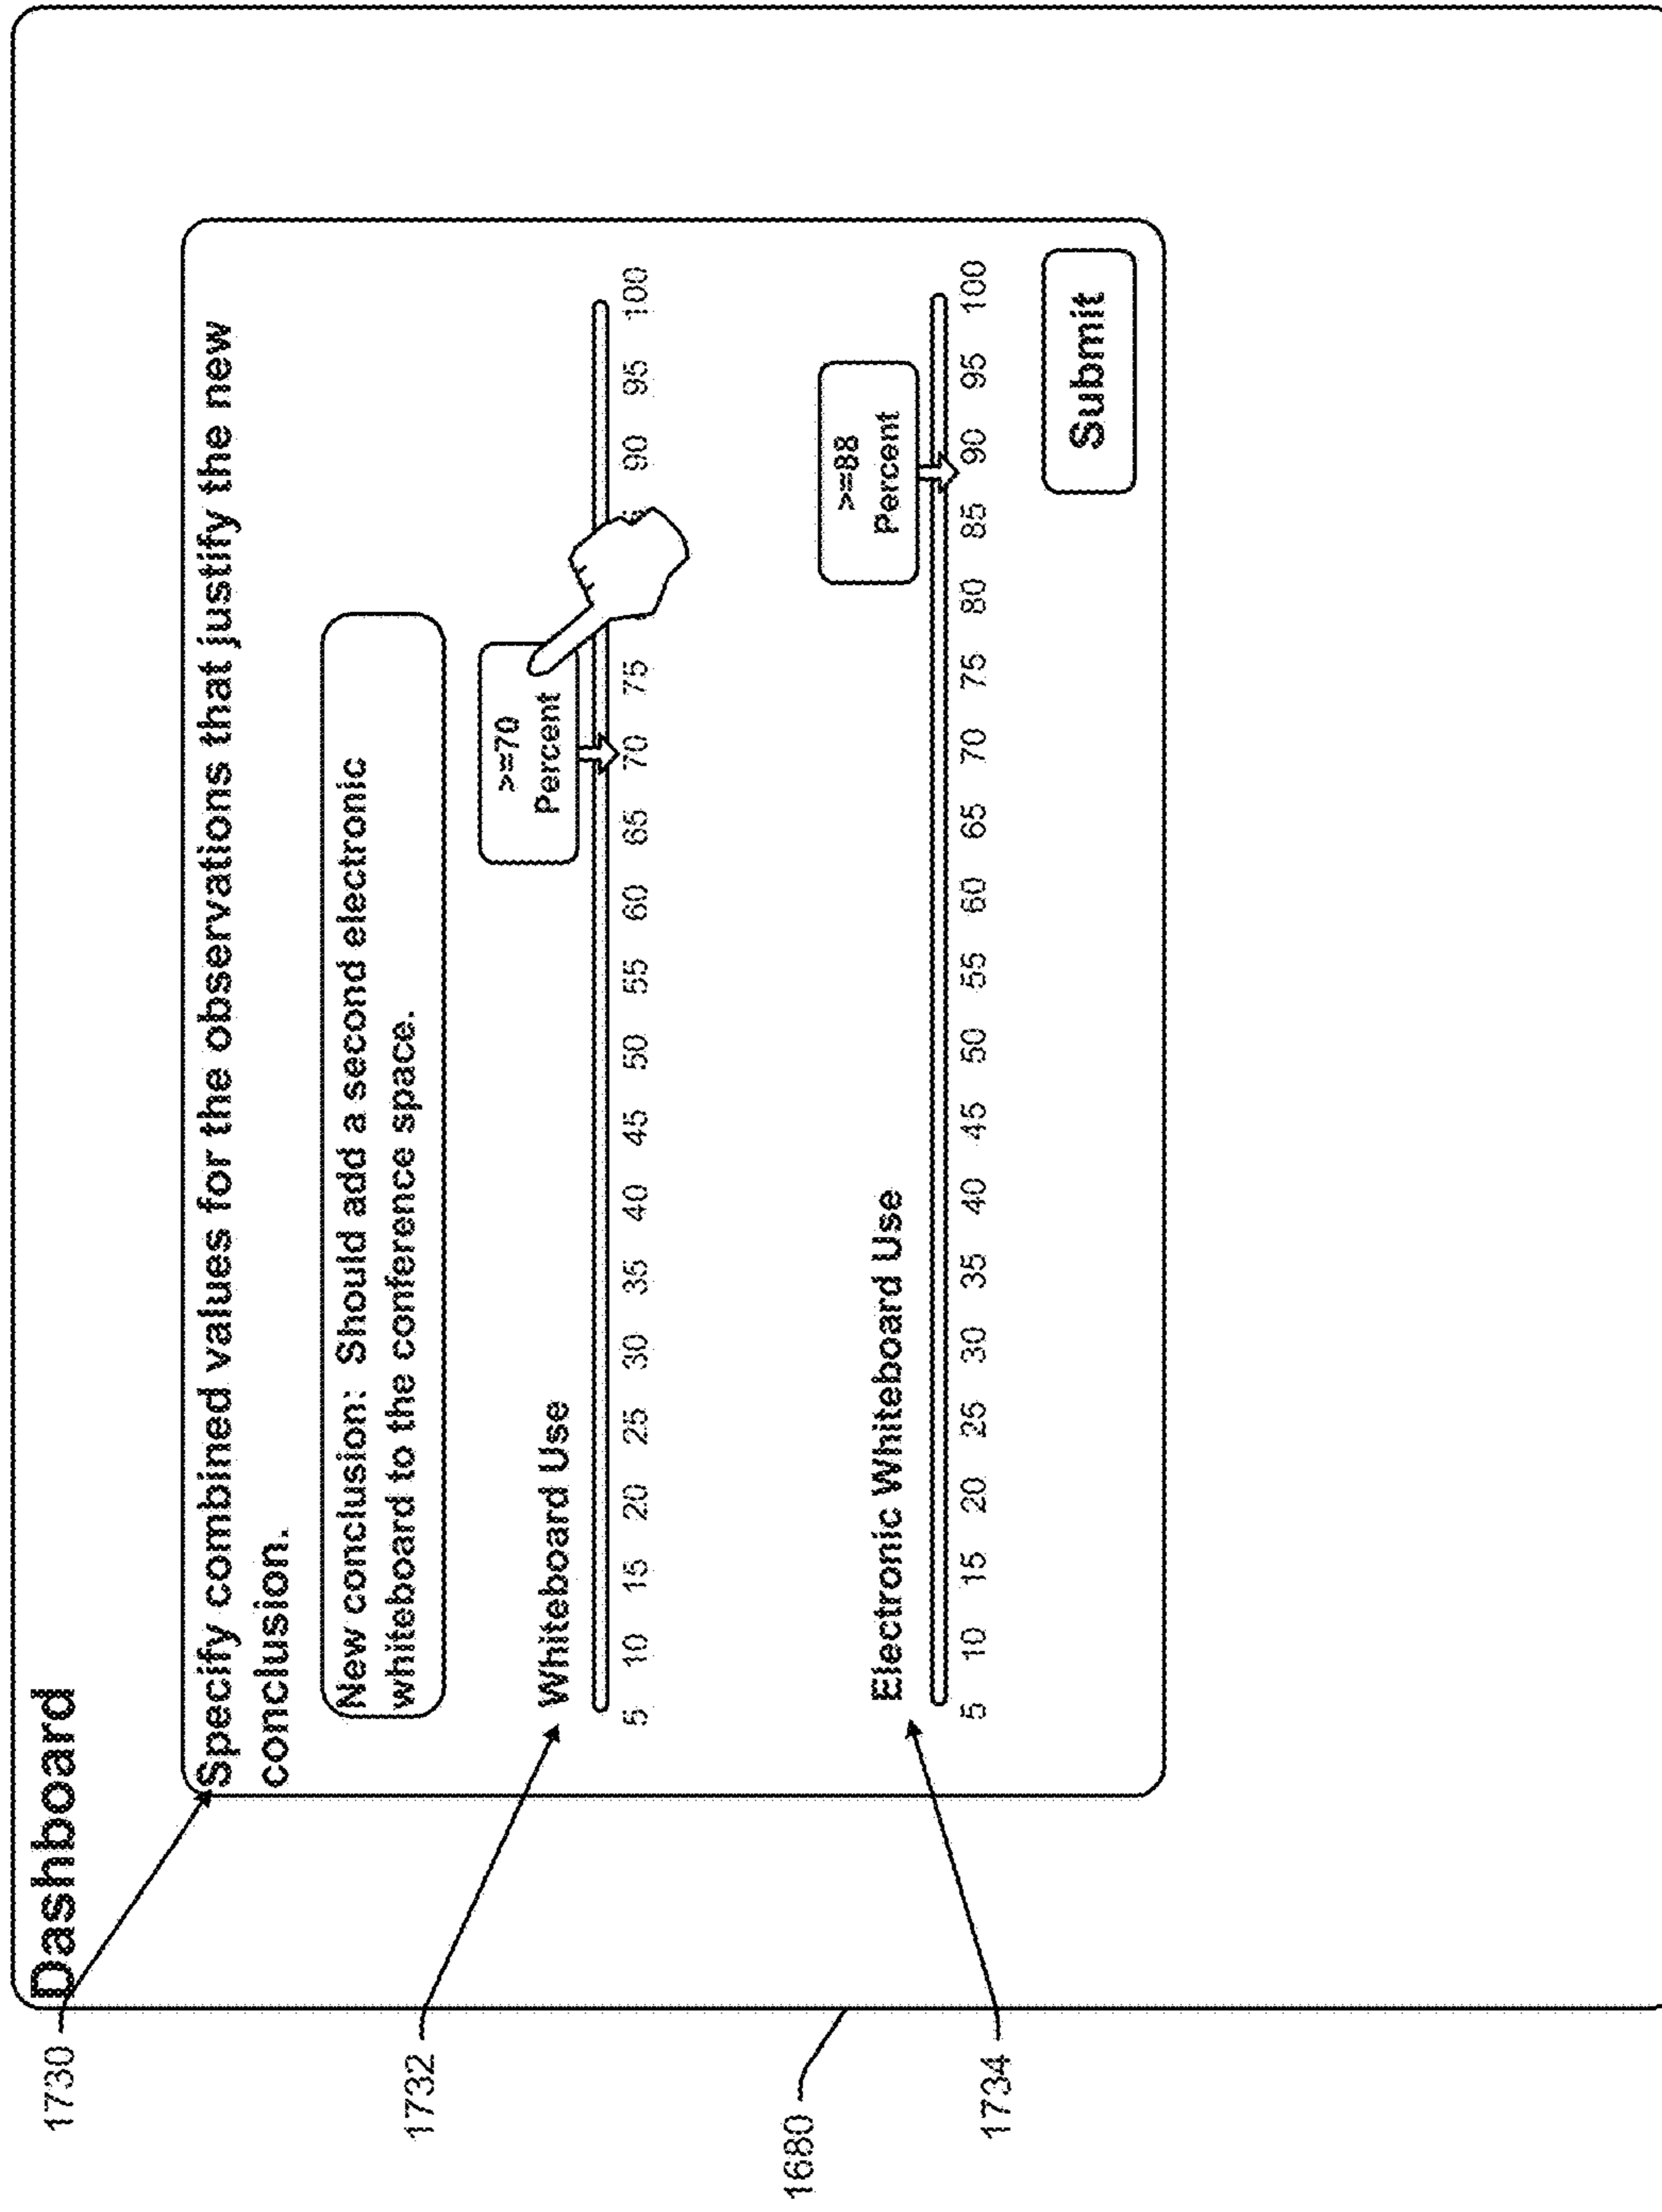 Dashboard
1730
Specify combined values for the observations that justify the new
conclusion.
New conclusion: Should add a second electronic
whiteboard to the conference space.
>=70
Percent
1732
Whiteboard Use
5 10 15 20 25 30 35 40 45 50 55 60 65 70 75 90 95 100
1680
>=88
Percent
Electronic Whiteboard Use
5 10 15 20 25 30 35 40 45 50 55 60 65 70 75 80 85 90 95 100
1734
Submit